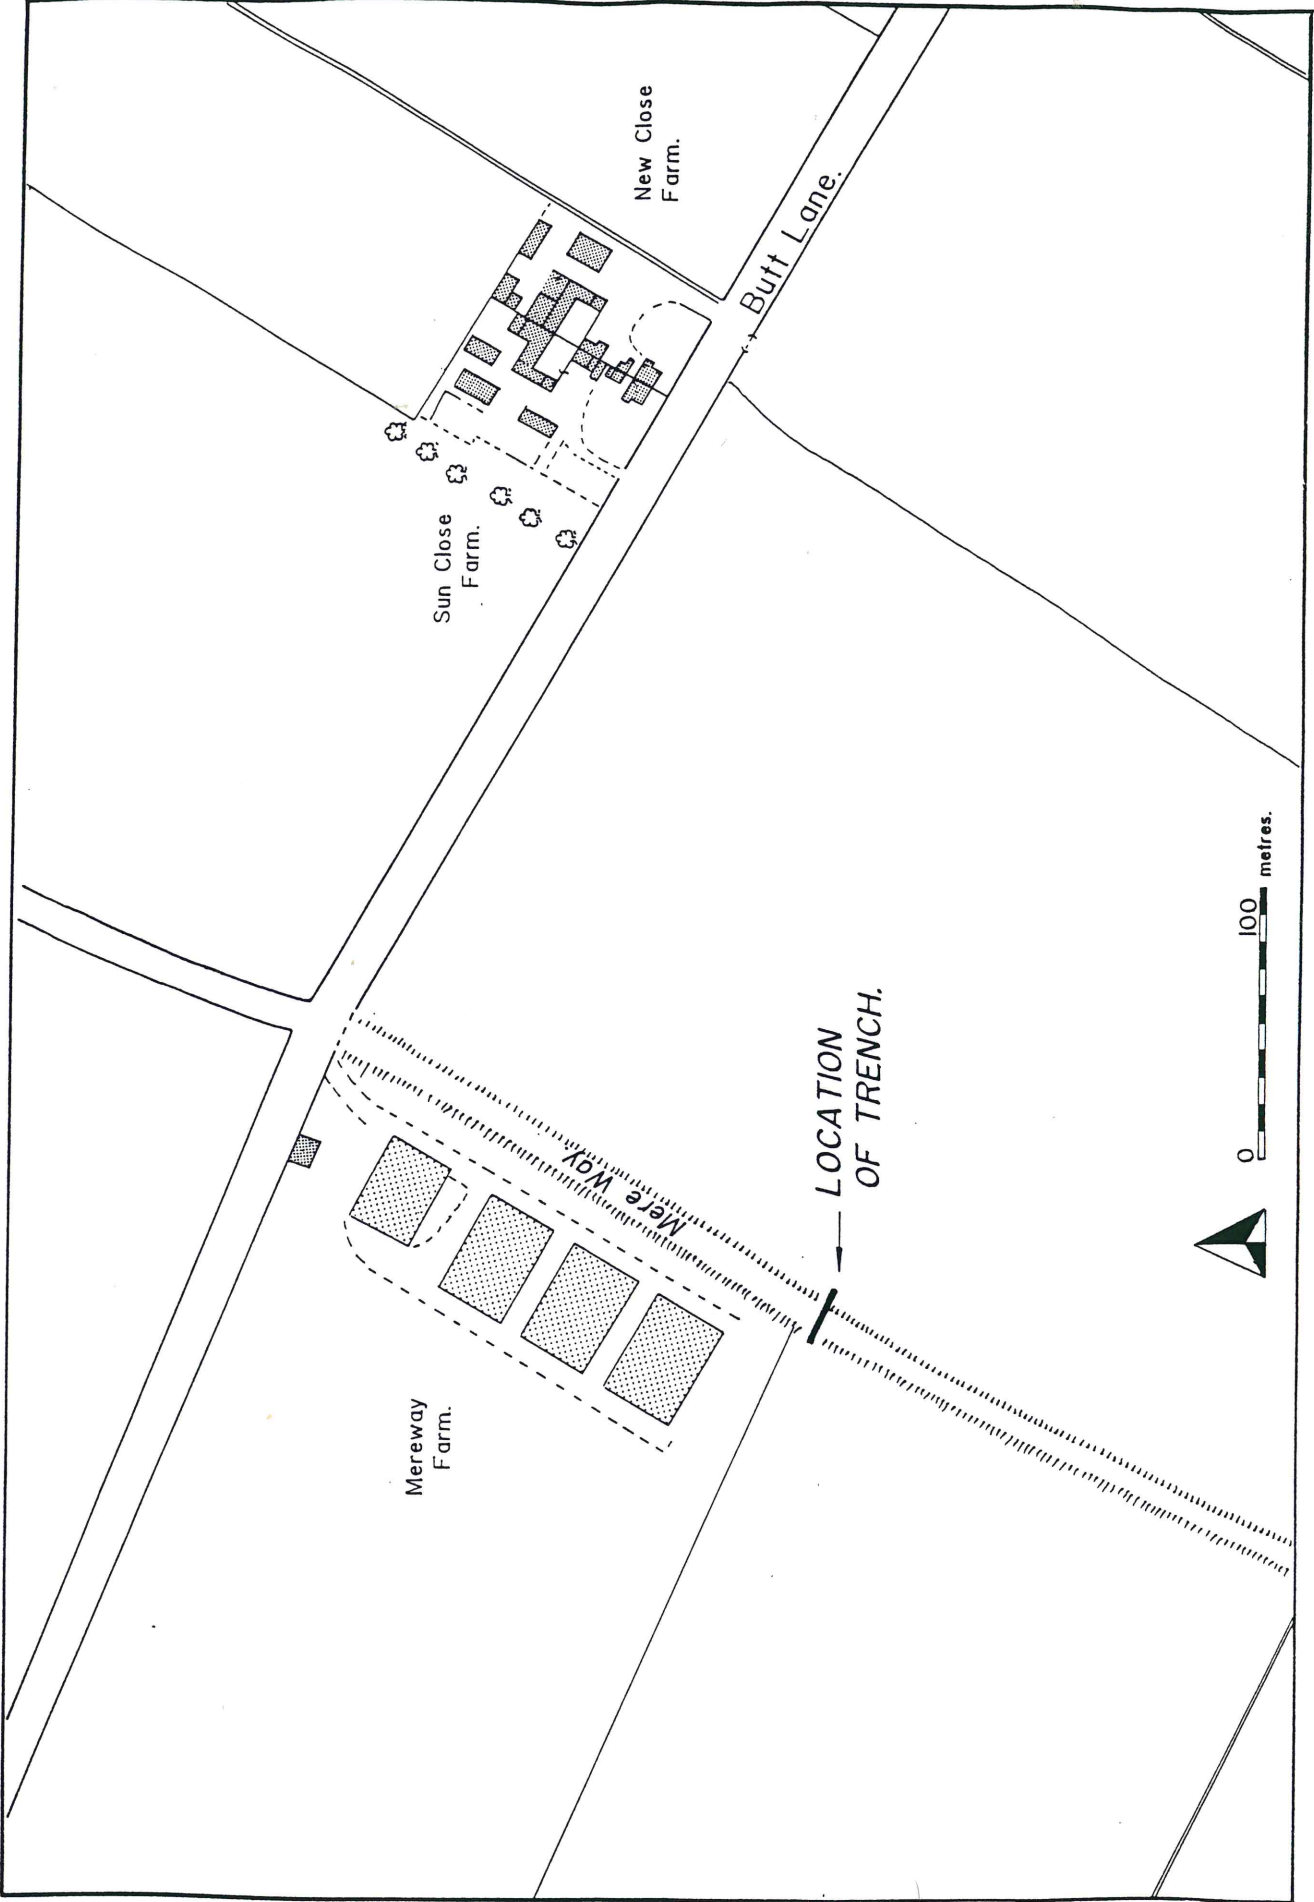 New Close
Farm.
Butt Lane.
Sun Close
Farm.
Mere Way.
Mereway
Farm.
LOCATION
OF TRENCH.
0 100
metres.